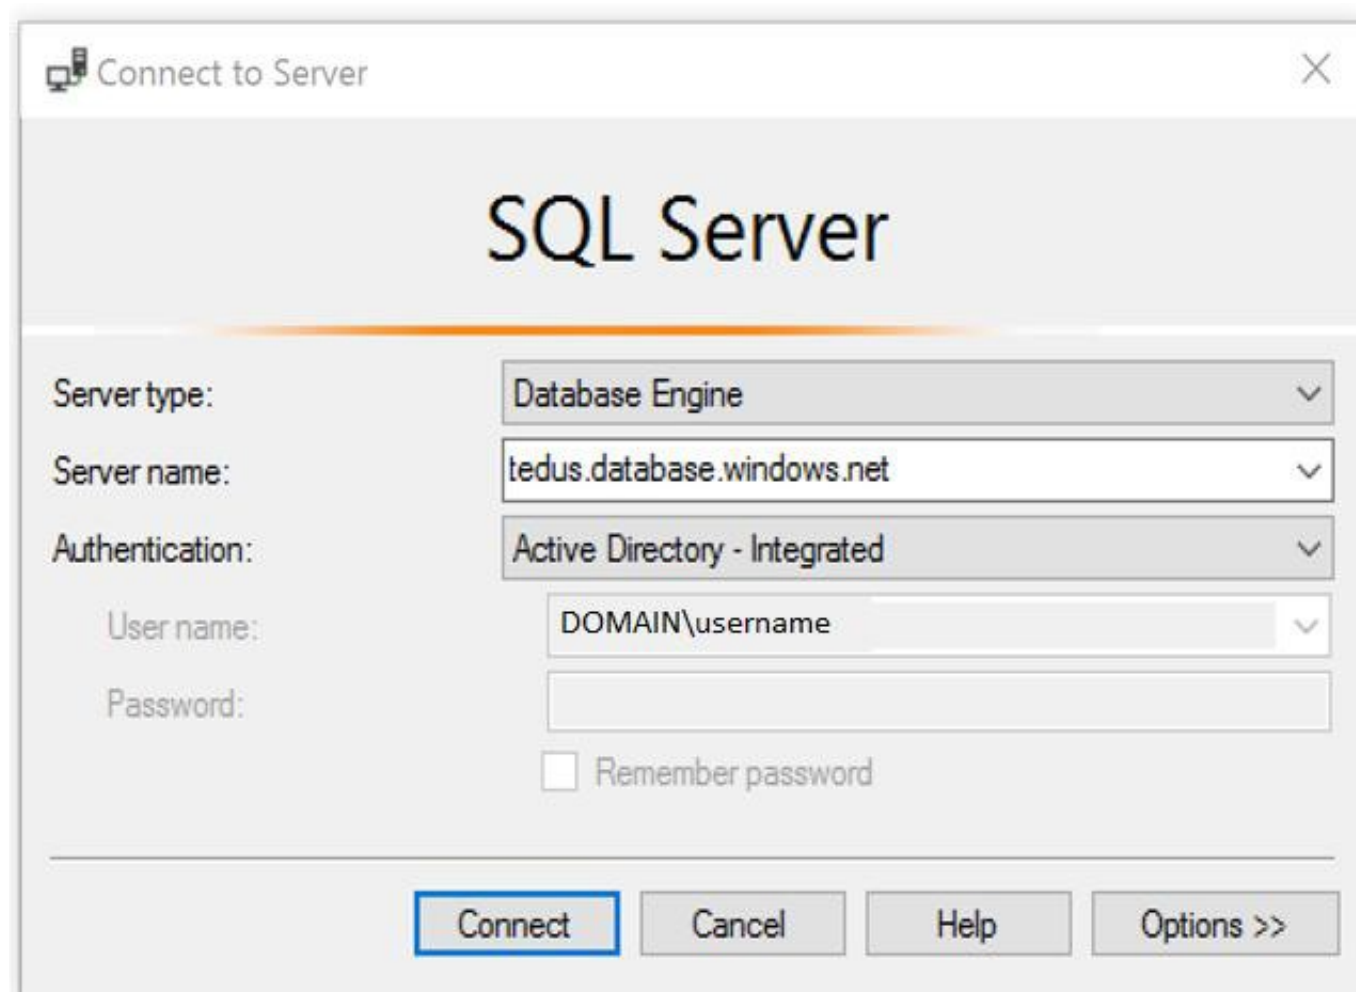 Connect to Server
SQL Server
Server type: Database Engine
Server name: tedus.database.windows.net
Authentication: Active Directory - Integrated
User name: DOMAIN\username
Password:
Remember password
Connect Cancel Help Options >>